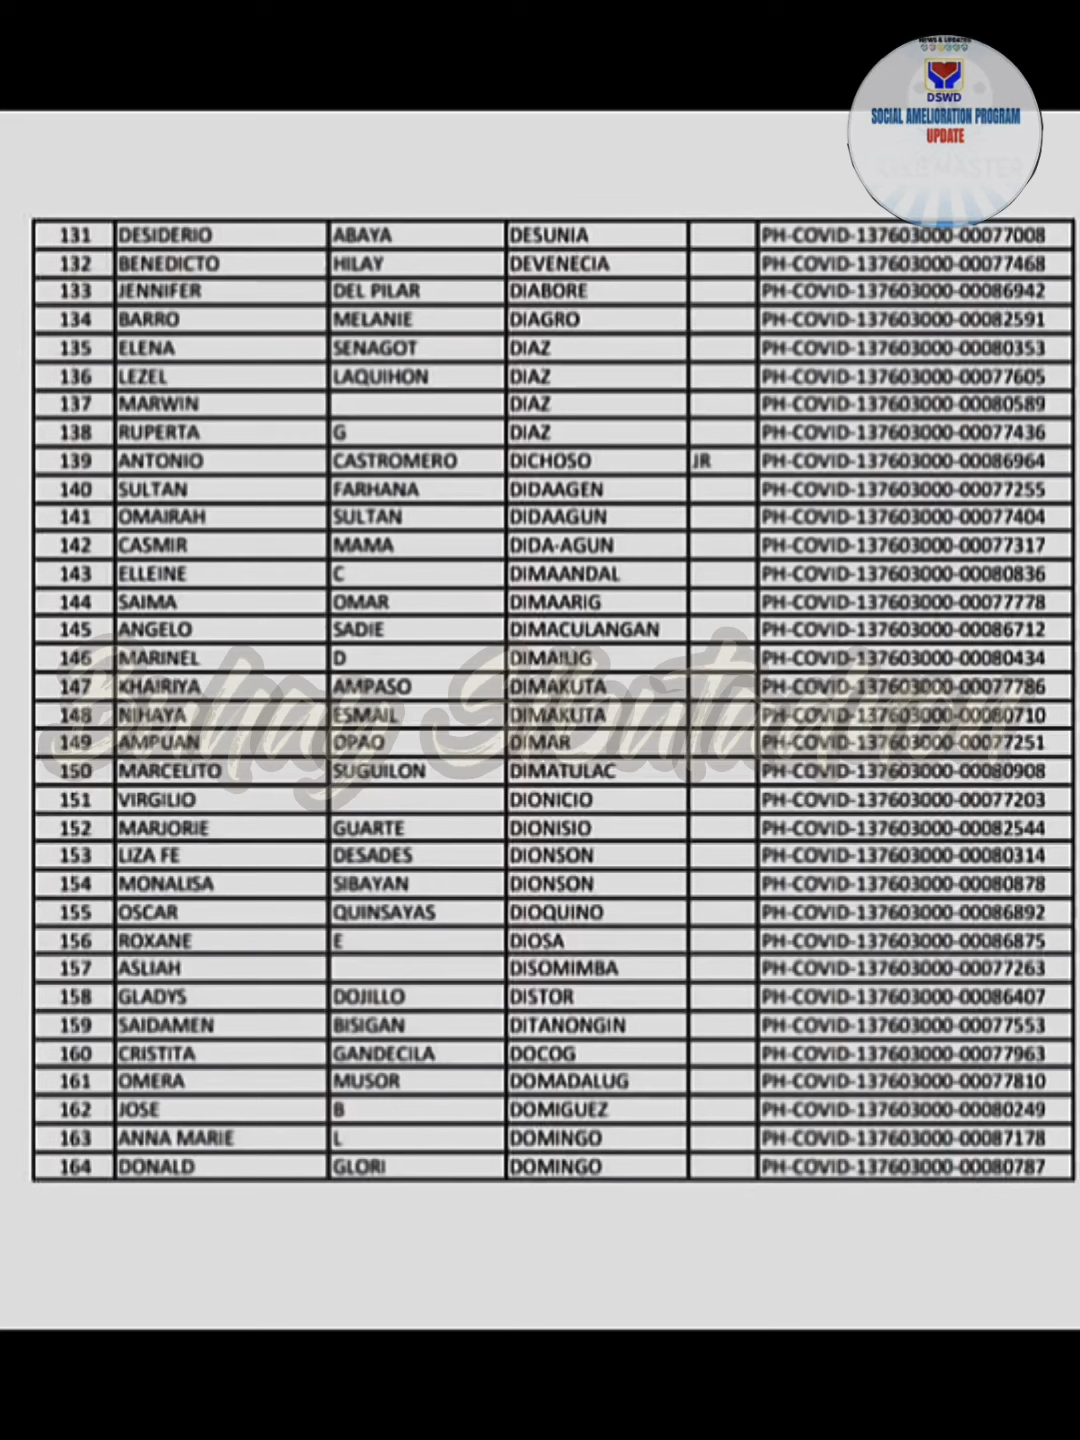 NEWS & UPDATES
DSWD
SOCIAL AMELIORATION PROGRAM
UPDATE
131 DESIDERIO ABAYA DESUNIA PH-COVID-137603000-00077008
132 BENEDICTO HILAY DEVENECIA PH-COVID-137603000-00077468
133 JENNIFER DEL PILAR DIABORE PH-COVID-137603000-00086942
134 BARRO MELANIE DIAGRO PH-COVID-137603000-00082591
135 ELENA SENAGOT DIAZ PH-COVID-137603000-00080353
136 LEZEL LAQUIHON DIAZ PH-COVID-137603000-00077605
137 MARWIN DIAZ PH-COVID-137603000-00080589
138 RUPERTA G DIAZ PH-COVID-137603000-00077436
139 ANTONIO CASTROMERO DICHOSO JR PH-COVID-137603000-00086964
140 SULTAN FARHANA DIDAAGEN PH-COVID-137603000-00077255
141 OMAIRAH SULTAN DIDAAGUN PH-COVID-137603000-00077404
142 CASMIR MAMA DIDA-AGUN PH-COVID-137603000-00077317
143 ELLEINE C DIMAANDAL PH-COVID-137603000-00080836
144 SAIMA OMAR DIMAARIG PH-COVID-137603000-00077778
145 ANGELO SADIE DIMACULANGAN PH-COVID-137603000-00086712
146 MARINEL D DIMAILIG PH-COVID-137603000-00080434
147 KHAIRIYA AMPASO DIMAKUTA PH-COVID-137603000-00077786
148 NIHAYA ESMAIL DIMAKUTA PH-COVID-137603000-00080710
149 AMPUAN OPAO DIMAR PH-COVID-137603000-00077251
150 MARCELITO SUGUILON DIMATULAC PH-COVID-137603000-00080908
151 VIRGILIO DIONICIO PH-COVID-137603000-00077203
152 MARJORIE GUARTE DIONISIO PH-COVID-137603000-00082544
153 LIZA FE DESADES DIONSON PH-COVID-137603000-00080314
154 MONALISA SIBAYAN DIONSON PH-COVID-137603000-00080878
155 OSCAR QUINSAYAS DIOQUINO PH-COVID-137603000-00086892
156 ROXANE E DIOSA PH-COVID-137603000-00086875
157 ASLIAH DISOMIMBA PH-COVID-137603000-00077263
158 GLADYS DOJILLO DISTOR PH-COVID-137603000-00086407
159 SAIDAMEN BISIGAN DITANONGIN PH-COVID-137603000-00077553
160 CRISTITA GANDECILA DOCOG PH-COVID-137603000-00077963
161 OMERA MUSOR DOMADALUG PH-COVID-137603000-00077810
162 JOSE B DOMIGUEZ PH-COVID-137603000-00080249
163 ANNA MARIE L DOMINGO PH-COVID-137603000-00087178
164 DONALD GLORI DOMINGO PH-COVID-137603000-00080787